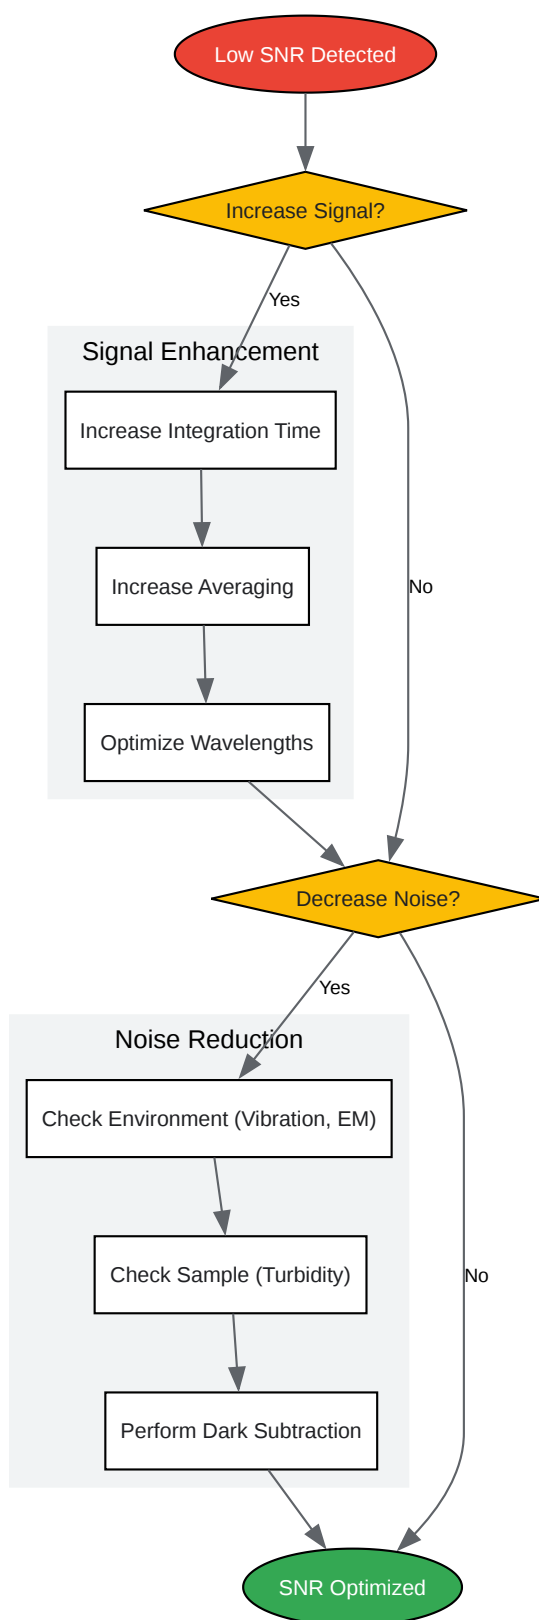 Low SNR Detected
Increase Signal?
Yes
Signal Enhancement
Increase Integration Time
Increase Averaging
No
Optimize Wavelengths
Decrease Noise?
Yes
Noise Reduction
Check Environment (Vibration, EM)
Check Sample (Turbidity)
No
Perform Dark Subtraction
SNR Optimized